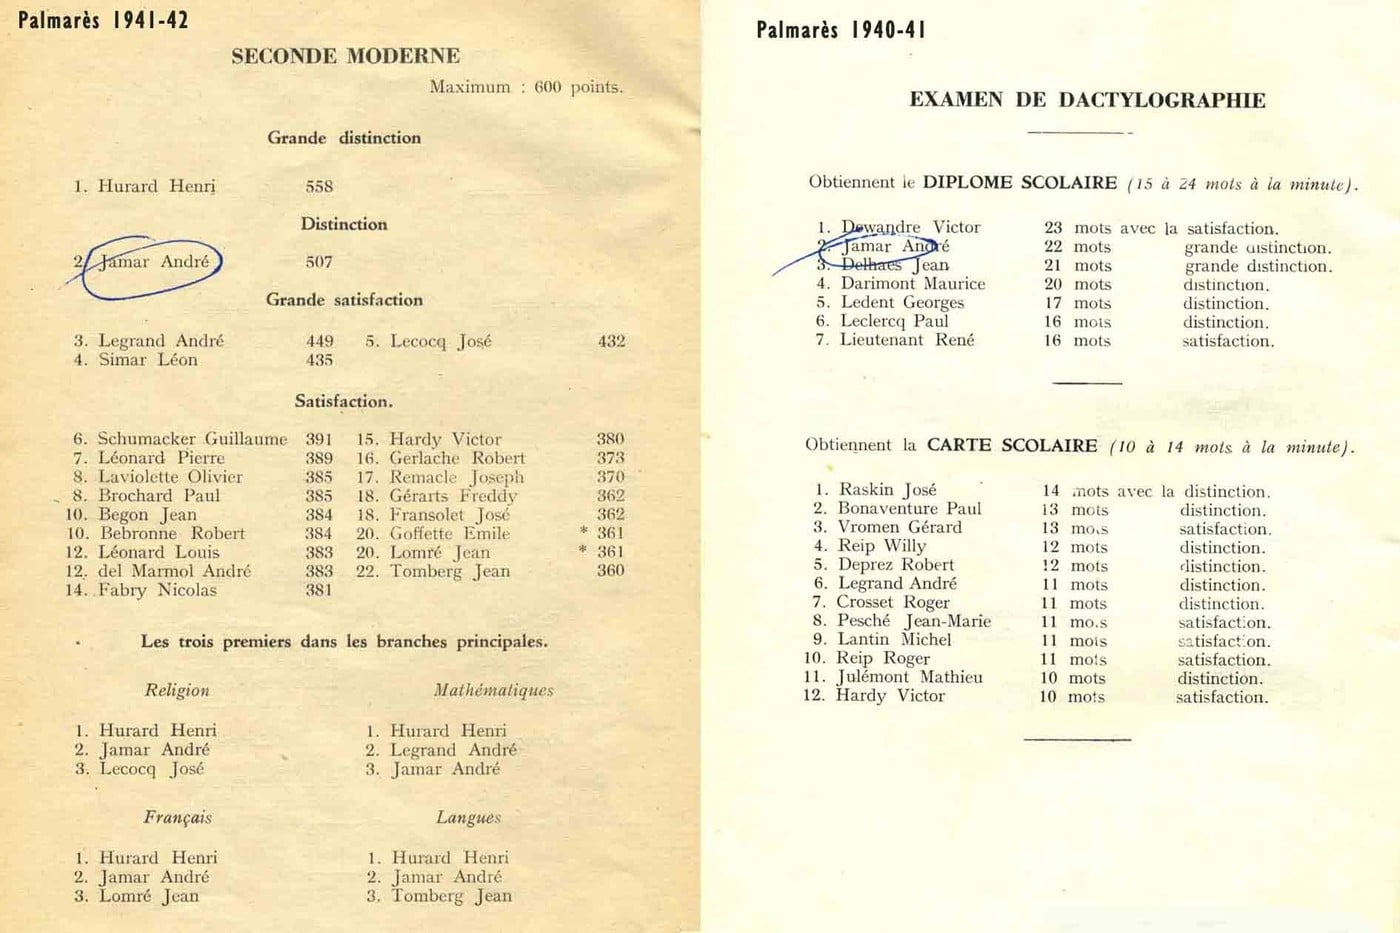 Palmarès 1941-42
SECONDE MODERNE
Maximum : 600 points.
Grande distinction
1. Hurard Henri 558
Distinction
2. Jamar André 507
Grande satisfaction
3. Legrand André 449 5. Lecocq José 432
4. Simar Léon 435
Satisfaction.
6. Schumacker Guillaume 391 15. Hardy Victor 380
7. Léonard Pierre 389 16. Gerlache Robert 373
8. Laviolette Olivier 385 17. Remacle Joseph 370
8. Brochard Paul 385 18. Gérarts Freddy 362
10. Begon Jean 384 18. Fransolet José 362
10. Bebronne Robert 384 20. Goffette Emile * 361
12. Léonard Louis 383 20. Lomré Jean * 361
12. del Marmol André 383 22. Tomberg Jean 360
14. Fabry Nicolas 381
Les trois premiers dans les branches principales.
Religion Mathématiques
1. Hurard Henri 1. Hurard Henri
2. Jamar André 2. Legrand André
3. Lecocq José 3. Jamar André
Français Langues
1. Hurard Henri 1. Hurard Henri
2. Jamar André 2. Jamar André
3. Lomré Jean 3. Tomberg Jean
Palmarès 1940-41
EXAMEN DE DACTYLOGRAPHIE
Obtiennent le DIPLOME SCOLAIRE (15 à 24 mots à la minute).
1. Dewandre Victor 23 mots avec la satisfaction.
2. Jamar André 22 mots grande distinction.
3. Delhaes Jean 21 mots grande distinction.
4. Darimont Maurice 20 mots distinction.
5. Ledent Georges 17 mots distinction.
6. Leclercq Paul 16 mots distinction.
7. Lieutenant René 16 mots satisfaction.
Obtiennent la CARTE SCOLAIRE (10 à 14 mots à la minute).
1. Raskin José 14 mots avec la distinction.
2. Bonaventure Paul 13 mots distinction.
3. Vromen Gérard 13 mots satisfaction.
4. Reip Willy 12 mots distinction.
5. Deprez Robert 12 mots distinction.
6. Legrand André 11 mots distinction.
7. Crosset Roger 11 mots distinction.
8. Pesché Jean-Marie 11 mots satisfaction.
9. Lantin Michel 11 mots satisfaction.
10. Reip Roger 11 mots satisfaction.
11. Julémont Mathieu 10 mots distinction.
12. Hardy Victor 10 mots satisfaction.